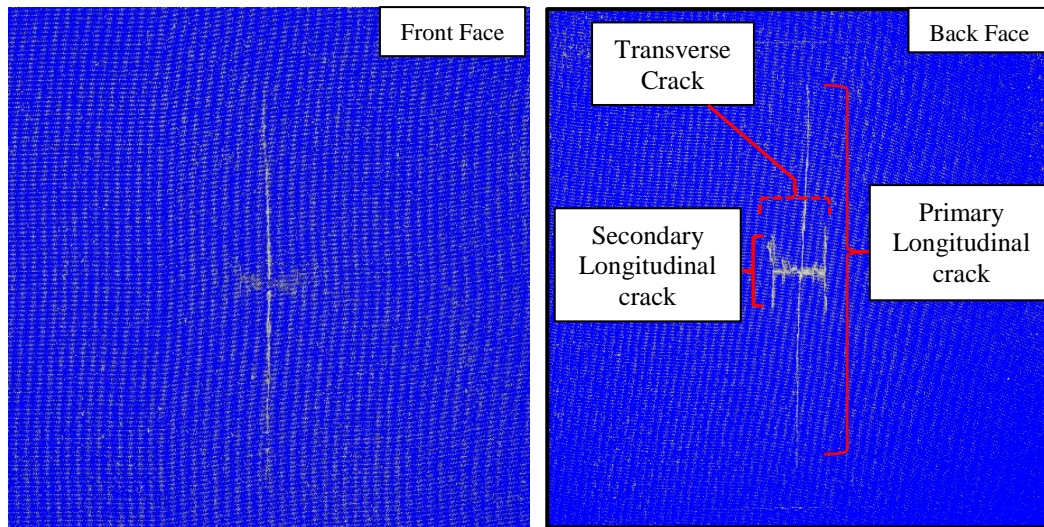 Front Face
Back Face
Transverse
Crack
Secondary
Longitudinal
crack
Primary
Longitudinal
crack